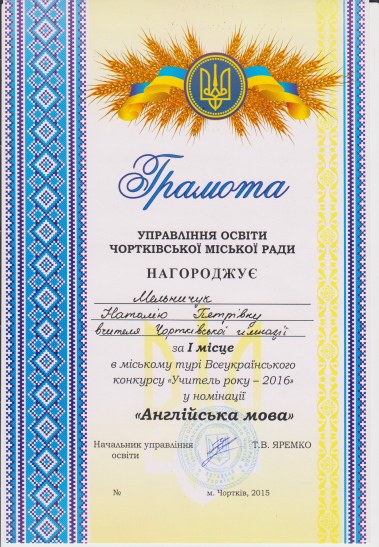 Грамота
УПРАВЛІННЯ ОСВІТИ
ЧОРТКІВСЬКОЇ МІСЬКОЇ РАДИ
НАГОРОДЖУЄ
Мельничук
Наталію Петрівну
вчителя Чортківської гімназії
за І місце
в міському турі Всеукраїнського
конкурсу «Учитель року – 2016»
у номінації
«Англійська мова»
Начальник управління Т.В. ЯРЕМКО
освіти
№ м. Чортків, 2015